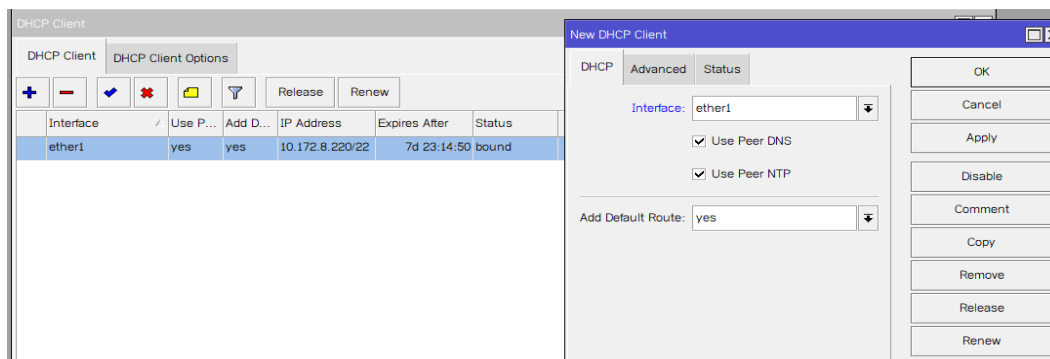 DHCP Client
DHCP Client DHCP Client Options
Release Renew
Interface Use P... Add D... IP Address Expires After Status
ether1 yes yes 10.172.8.220/22 7d 23:14:50 bound
New DHCP Client
DHCP Advanced Status
Interface: ether1
Use Peer DNS
Use Peer NTP
Add Default Route: yes
OK
Cancel
Apply
Disable
Comment
Copy
Remove
Release
Renew